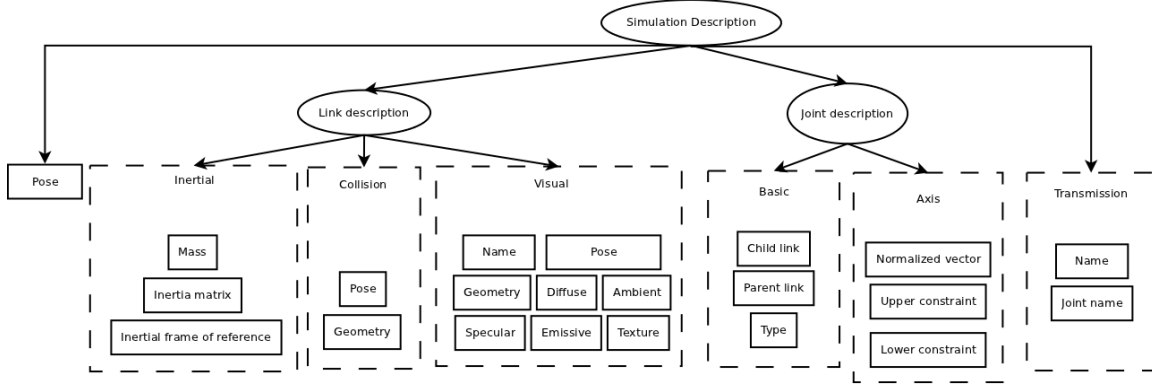 Simulation Description
Link description
Joint description
Pose
Inertial
Mass
Inertia matrix
Inertial frame of reference
Collision
Pose
Geometry
Visual
Name
Pose
Geometry
Diffuse
Ambient
Specular
Emissive
Texture
Basic
Child link
Parent link
Type
Axis
Normalized vector
Upper constraint
Lower constraint
Transmission
Name
Joint name